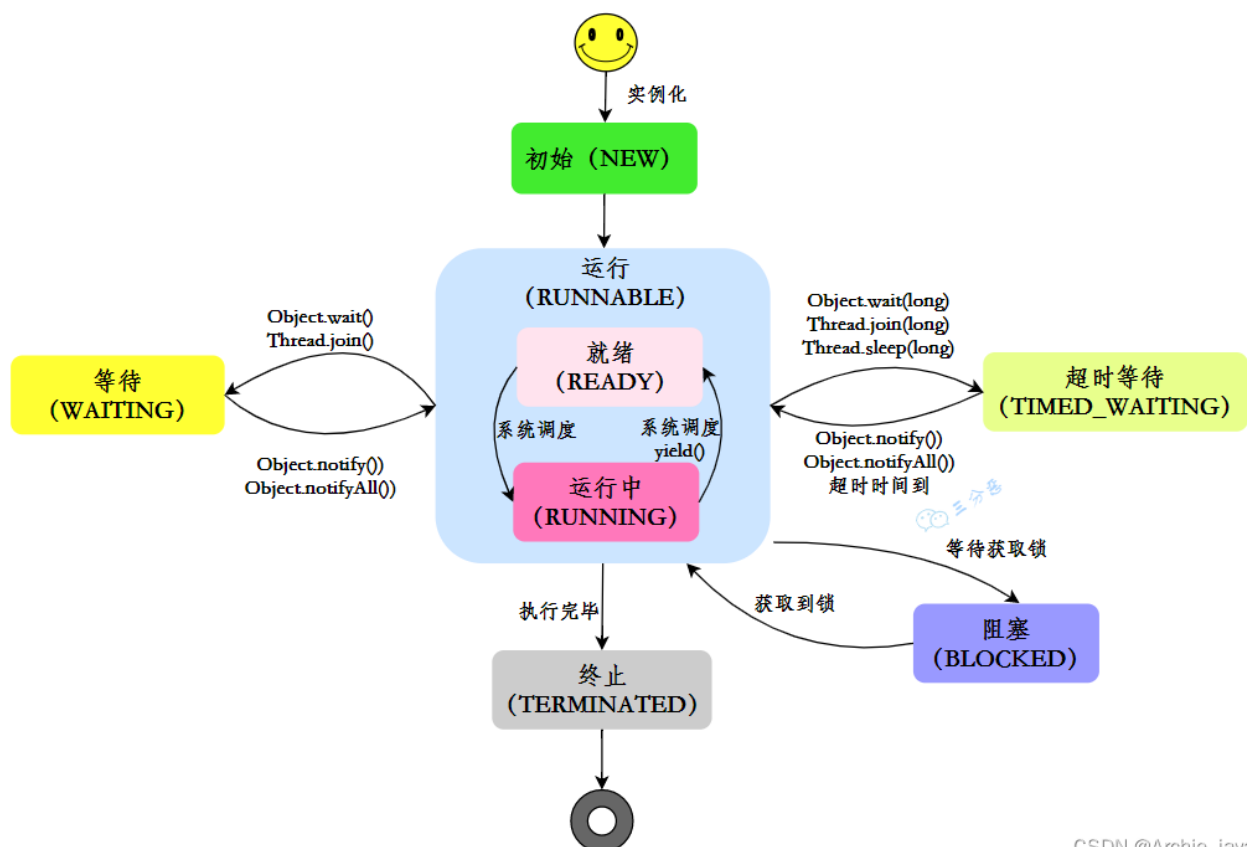 实例化
初始（NEW）
运行
（RUNNABLE）
Object.wait()
Thread.join()
Object.wait(long)
Thread.join(long)
Thread.sleep(long)
就绪
（READY）
等待
（WAITING）
超时等待
（TIMED_WAITING）
系统调度
系统调度
yield()
Object.notify())
Object.notifyAll())
Object.notify())
Object.notifyAll())
超时时间到
运行中
（RUNNING）
三分恶
等待获取锁
获取到锁
执行完毕
阻塞
（BLOCKED）
终止
（TERMINATED）